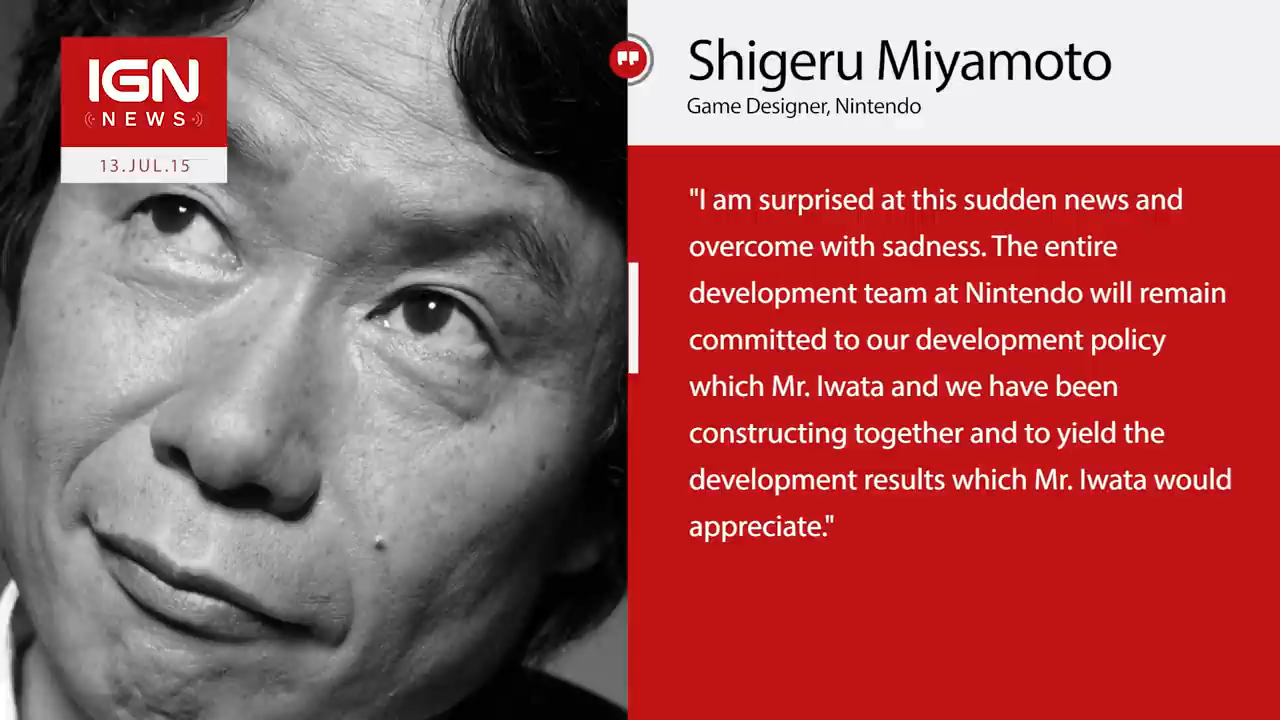 IGN
NEWS
13.JUL.15
Shigeru Miyamoto
Game Designer, Nintendo
"I am surprised at this sudden news and
overcome with sadness. The entire
development team at Nintendo will remain
committed to our development policy
which Mr. Iwata and we have been
constructing together and to yield the
development results which Mr. Iwata would
appreciate."